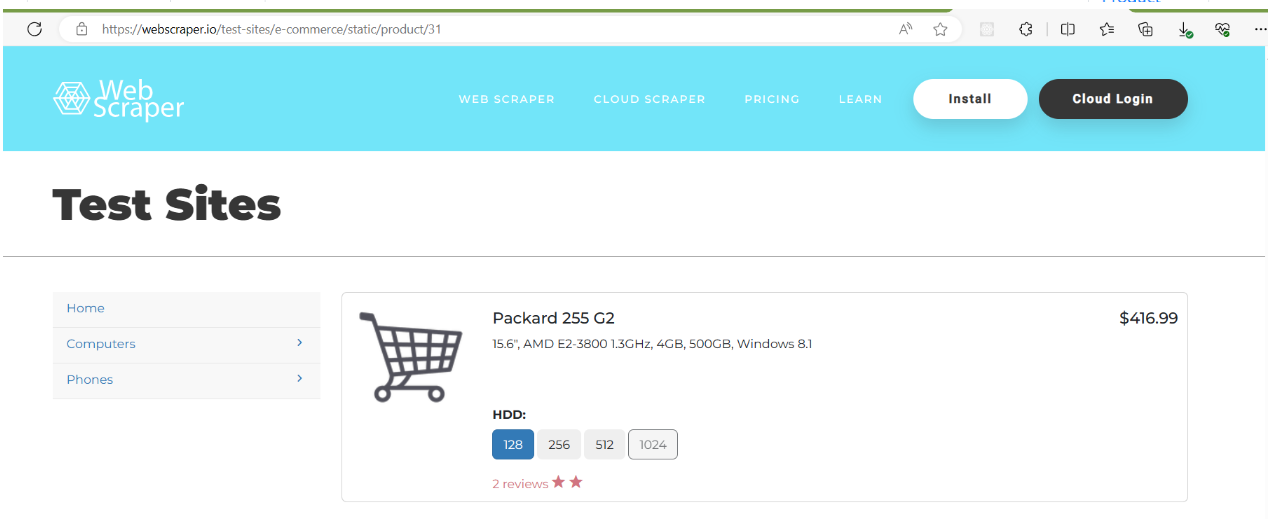 https://webscraper.io/test-sites/e-commerce/static/product/31
Web
Scraper
WEB SCRAPER CLOUD SCRAPER PRICING LEARN Install Cloud Login
Test Sites
Home
Computers
Phones
Packard 255 G2 $416.99
15.6", AMD E2-3800 1.3GHz, 4GB, 500GB, Windows 8.1
HDD:
128 256 512 1024
2 reviews